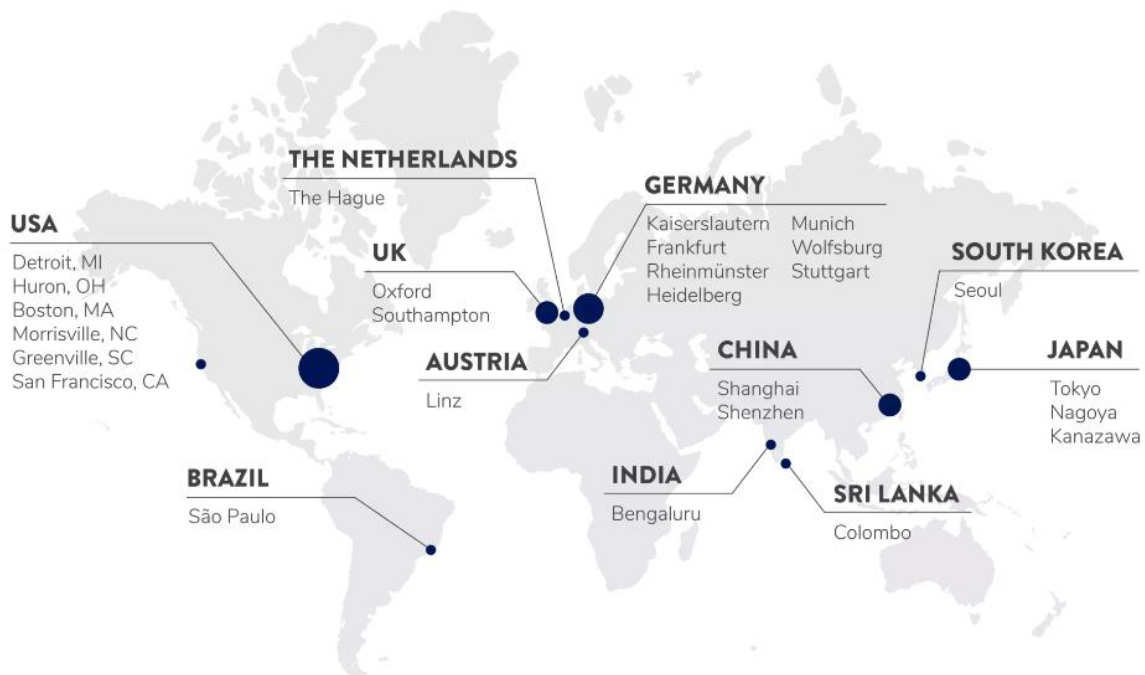 THE NETHERLANDS
The Hague
GERMANY
Kaiserslautern Munich
Frankfurt Wolfsburg
Rheinmünster Stuttgart
Heidelberg
USA
Detroit, MI
Huron, OH
Boston, MA
Morrisville, NC
Greenville, SC
San Francisco, CA
UK
Oxford
Southampton
SOUTH KOREA
Seoul
AUSTRIA
Linz
CHINA
Shanghai
Shenzhen
JAPAN
Tokyo
Nagoya
Kanazawa
BRAZIL
São Paulo
INDIA
Bengaluru
SRI LANKA
Colombo